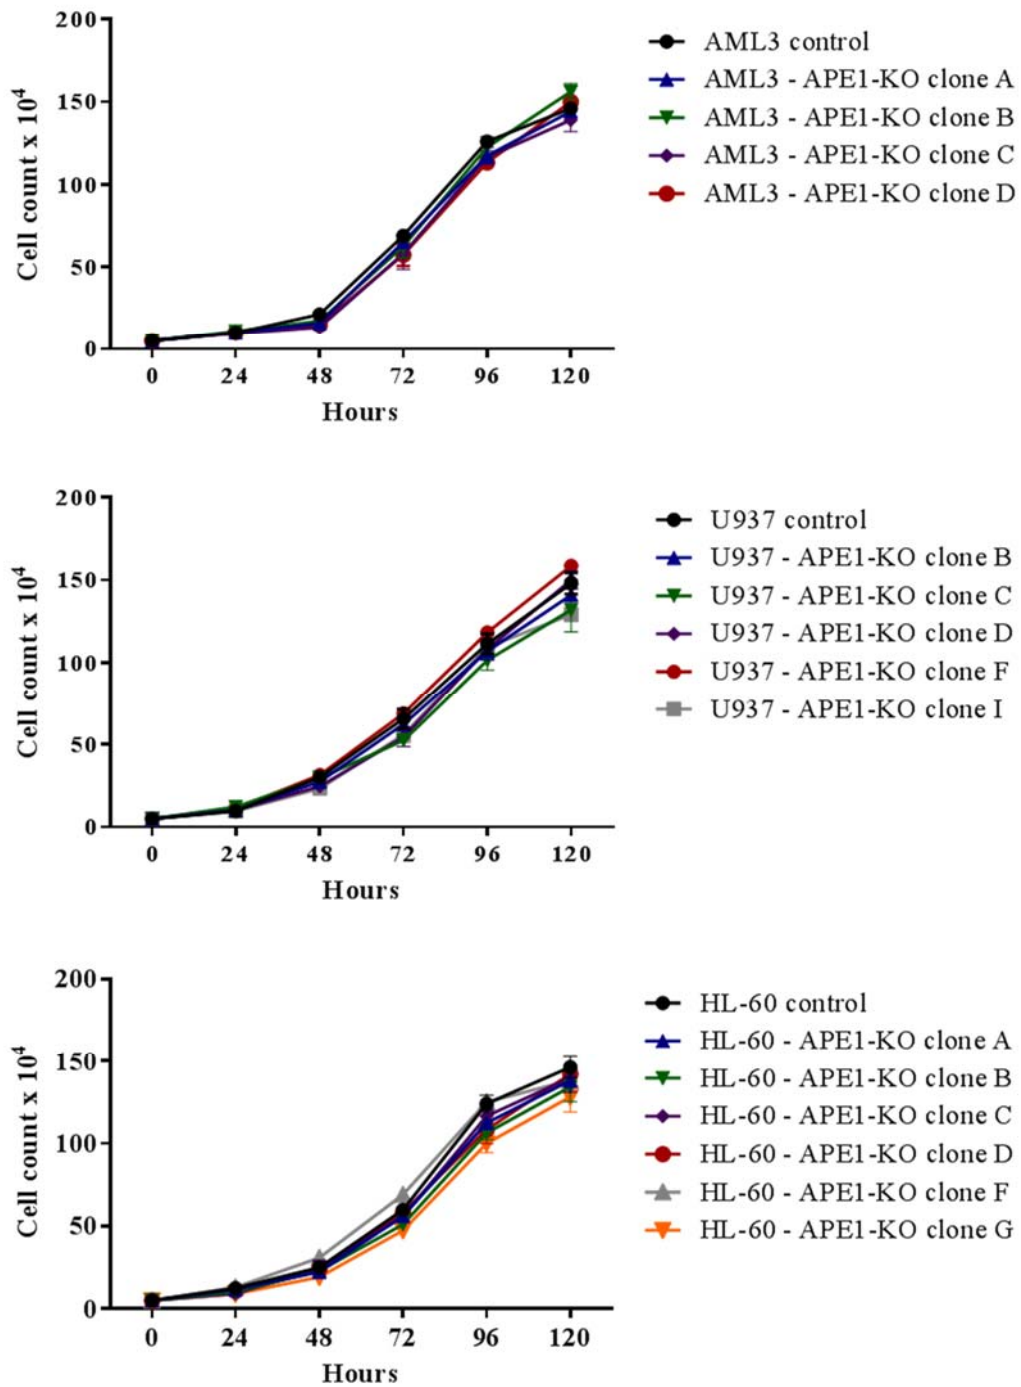 200
150
100
50
0
Cell count x 10⁴
0 24 48 72 96 120
Hours
AML3 control
AML3 - APE1-KO clone A
AML3 - APE1-KO clone B
AML3 - APE1-KO clone C
AML3 - APE1-KO clone D
200
150
100
50
0
Cell count x 10⁴
0 24 48 72 96 120
Hours
U937 control
U937 - APE1-KO clone B
U937 - APE1-KO clone C
U937 - APE1-KO clone D
U937 - APE1-KO clone F
U937 - APE1-KO clone I
200
150
100
50
0
Cell count x 10⁴
0 24 48 72 96 120
Hours
HL-60 control
HL-60 - APE1-KO clone A
HL-60 - APE1-KO clone B
HL-60 - APE1-KO clone C
HL-60 - APE1-KO clone D
HL-60 - APE1-KO clone F
HL-60 - APE1-KO clone G